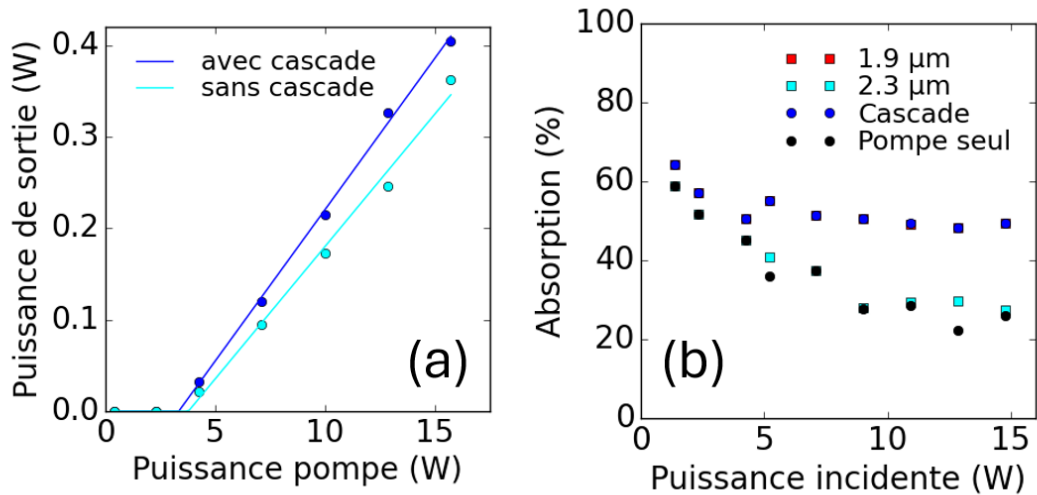 0.4
0.3
0.2
0.1
0.0
0
5
10
15
Puissance de sortie (W)
Puissance pompe (W)
avec cascade
sans cascade
(a)
100
80
60
40
20
0
0
5
10
15
Absorption (%)
Puissance incidente (W)
1.9 µm
2.3 µm
Cascade
Pompe seul
(b)